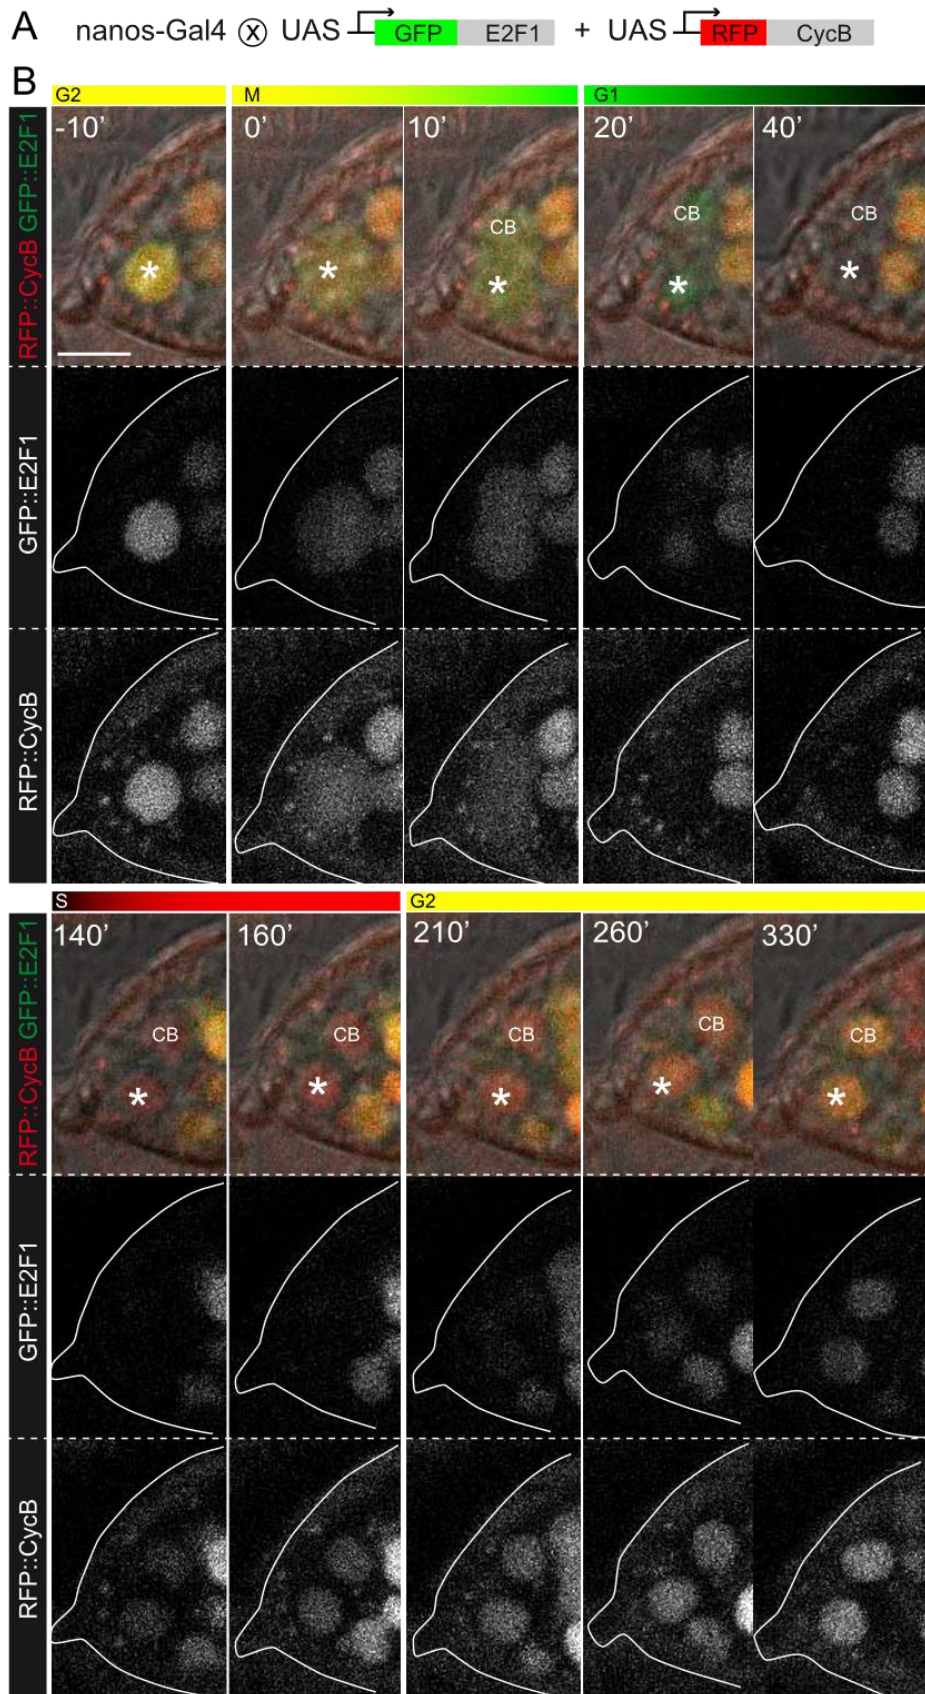 A nanos-Gal4 ⓧ UAS GFP E2F1 + UAS RFP CycB
B
G2 M G1
RFP::CycB GFP::E2F1
-10’ 0’ 10’ 20’ 40’
CB CB CB
* * * * *
GFP::E2F1
RFP::CycB
S G2
RFP::CycB GFP::E2F1
140’ 160’ 210’ 260’ 330’
CB CB CB CB CB
* * * * *
GFP::E2F1
RFP::CycB